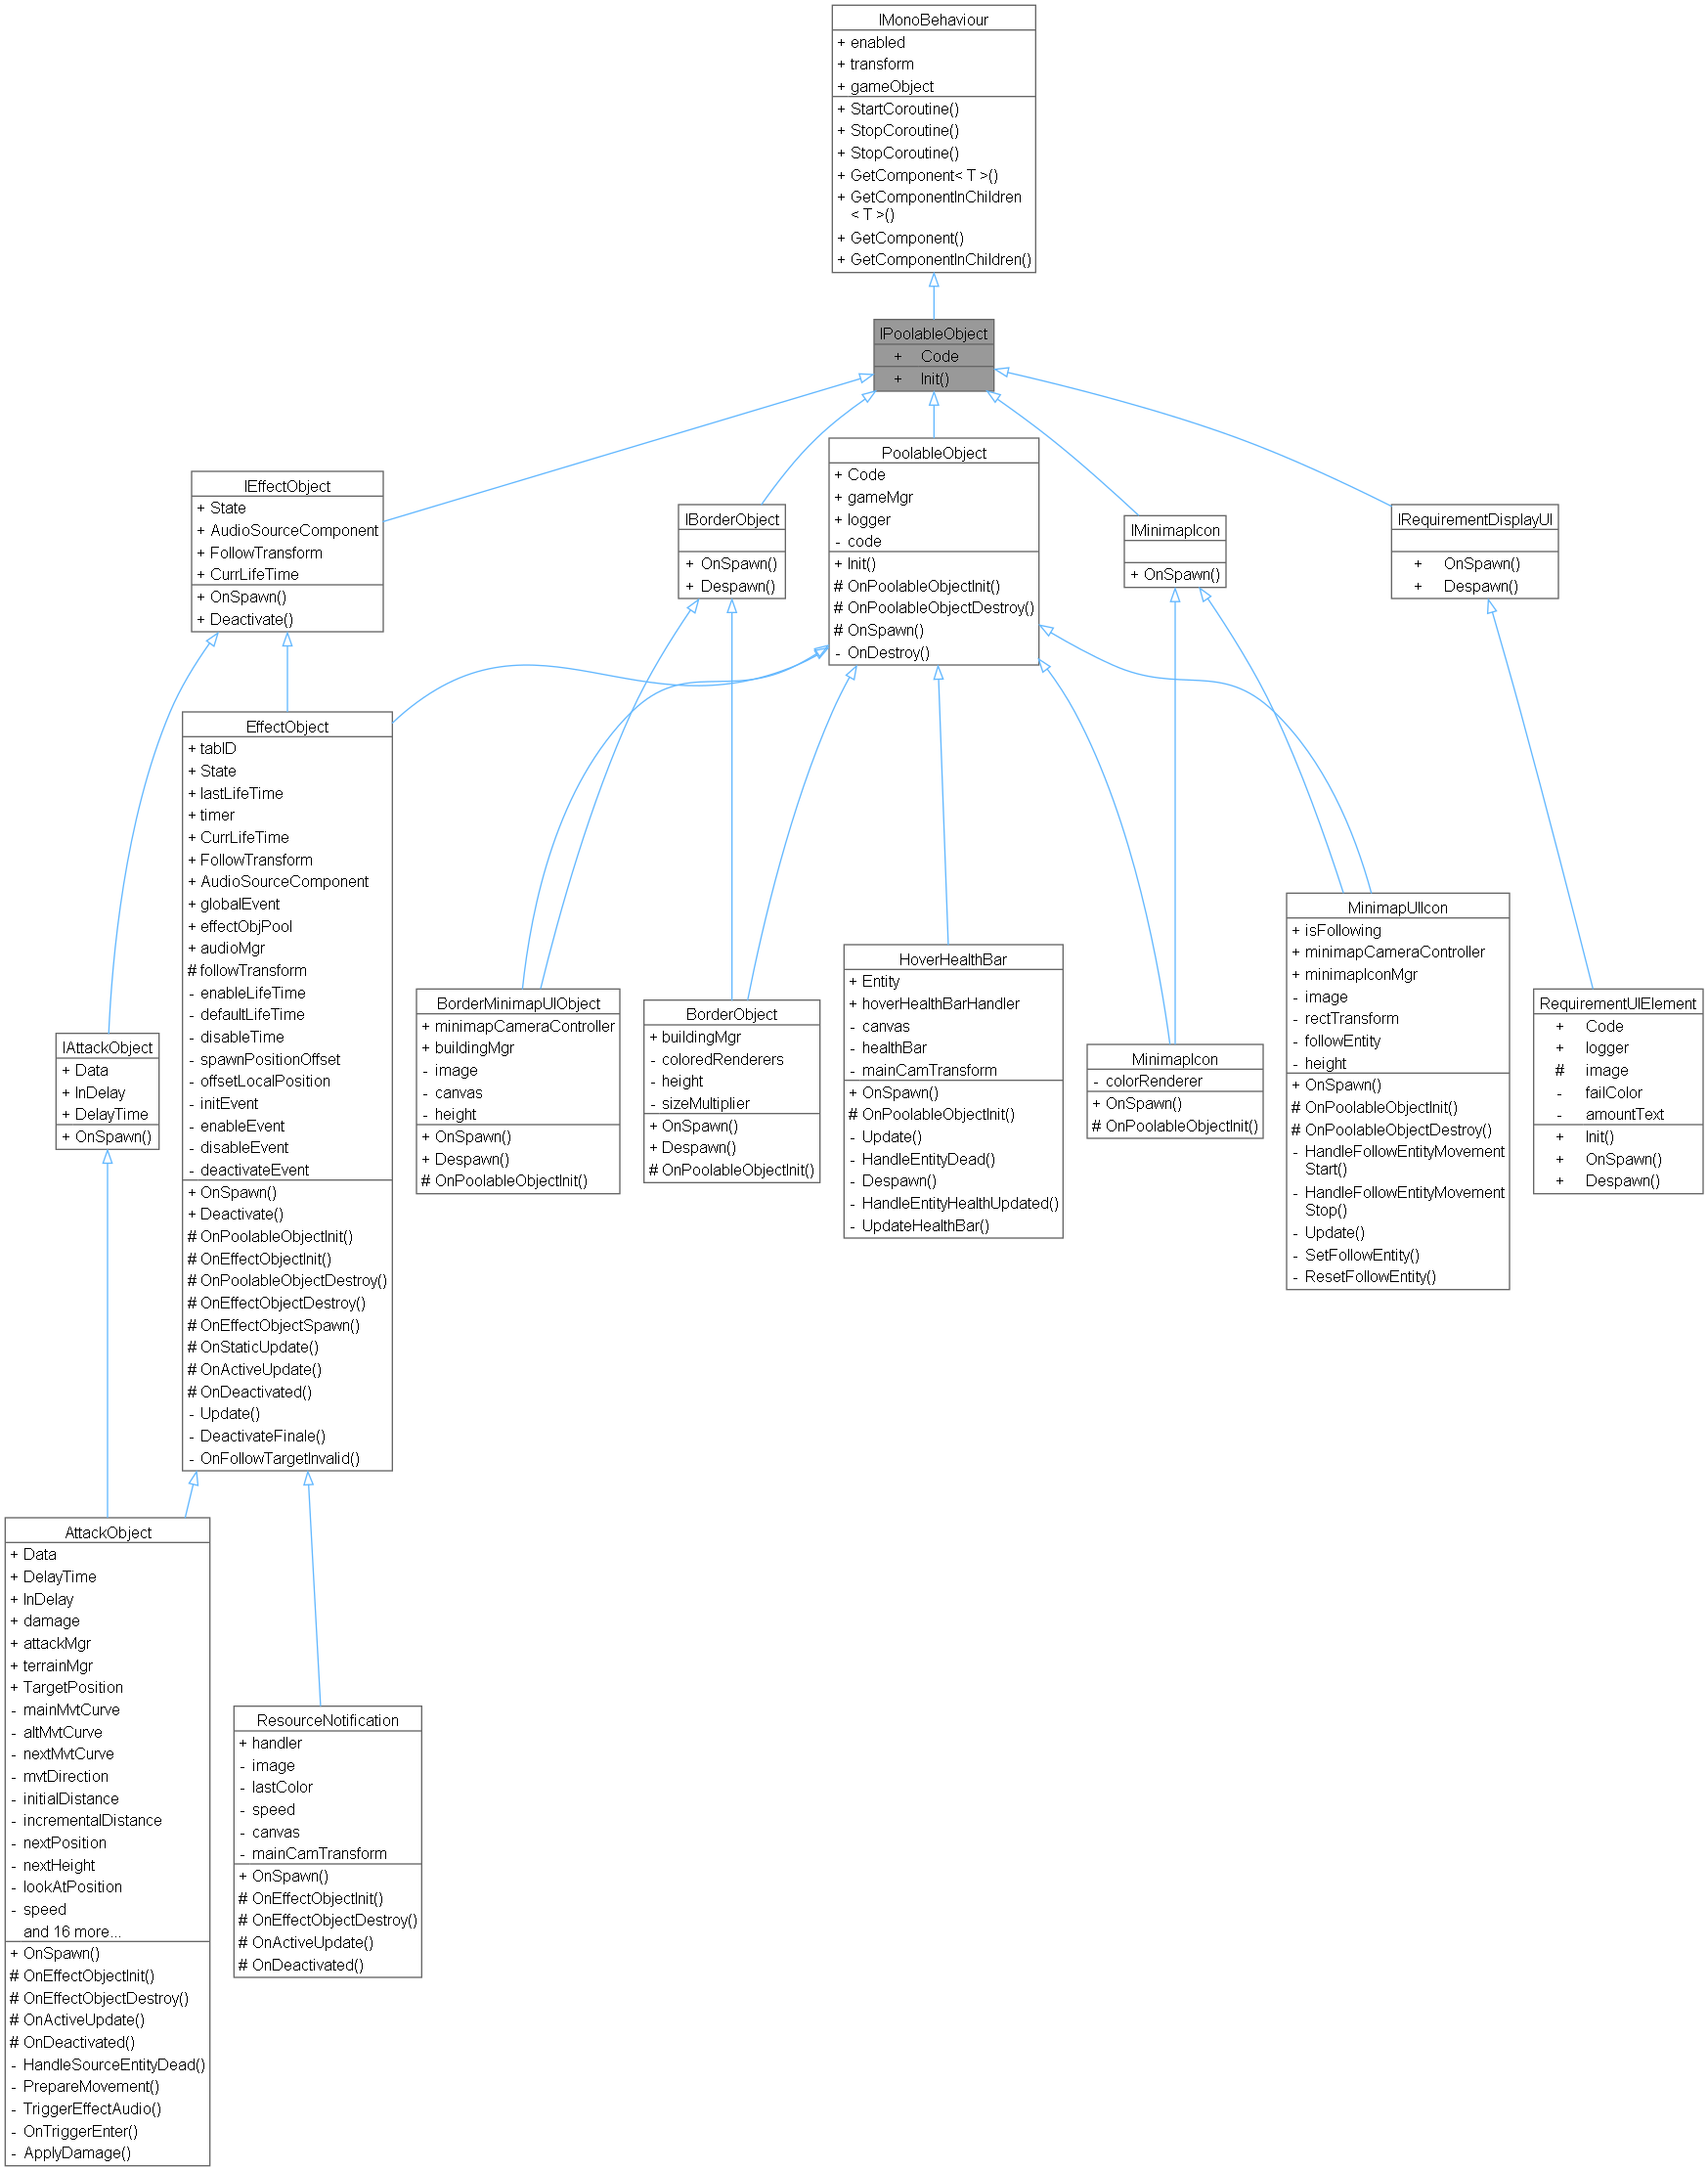 IMonoBehaviour
+ enabled
+ transform
+ gameObject
+ StartCoroutine()
+ StopCoroutine()
+ StopCoroutine()
+ GetComponent< T >()
+ GetComponentInChildren
< T >()
+ GetComponent()
+ GetComponentInChildren()
IPoolableObject
+ Code
+ Init()
IEffectObject
+ State
+ AudioSourceComponent
+ FollowTransform
+ CurrLifeTime
+ OnSpawn()
+ Deactivate()
IBorderObject
+ OnSpawn()
+ Despawn()
PoolableObject
+ Code
+ gameMgr
+ logger
- code
+ Init()
# OnPoolableObjectInit()
# OnPoolableObjectDestroy()
# OnSpawn()
- OnDestroy()
IMinimapIcon
+ OnSpawn()
IRequirementDisplayUI
+ OnSpawn()
+ Despawn()
EffectObject
+ tabID
+ State
+ lastLifeTime
+ timer
+ CurrLifeTime
+ FollowTransform
+ AudioSourceComponent
+ globalEvent
+ effectObjPool
+ audioMgr
# followTransform
- enableLifeTime
- defaultLifeTime
- disableTime
- spawnPositionOffset
- offsetLocalPosition
- initEvent
- enableEvent
- disableEvent
- deactivateEvent
+ OnSpawn()
+ Deactivate()
# OnPoolableObjectInit()
# OnEffectObjectInit()
# OnPoolableObjectDestroy()
# OnEffectObjectDestroy()
# OnEffectObjectSpawn()
# OnStaticUpdate()
# OnActiveUpdate()
# OnDeactivated()
- Update()
- DeactivateFinale()
- OnFollowTargetInvalid()
IAttackObject
+ Data
+ InDelay
+ DelayTime
+ OnSpawn()
BorderMinimapUIObject
+ minimapCameraController
+ buildingMgr
- image
- canvas
- height
+ OnSpawn()
+ Despawn()
# OnPoolableObjectInit()
BorderObject
+ buildingMgr
- coloredRenderers
- height
- sizeMultiplier
+ OnSpawn()
+ Despawn()
# OnPoolableObjectInit()
HoverHealthBar
+ Entity
+ hoverHealthBarHandler
- canvas
- healthBar
- mainCamTransform
+ OnSpawn()
# OnPoolableObjectInit()
- Update()
- HandleEntityDead()
- Despawn()
- HandleEntityHealthUpdated()
- UpdateHealthBar()
MinimapIcon
- colorRenderer
+ OnSpawn()
# OnPoolableObjectInit()
MinimapUIIcon
+ isFollowing
+ minimapCameraController
+ minimapIconMgr
- image
- rectTransform
- followEntity
- height
+ OnSpawn()
# OnPoolableObjectInit()
# OnPoolableObjectDestroy()
- HandleFollowEntityMovement
Start()
- HandleFollowEntityMovement
Stop()
- Update()
- SetFollowEntity()
- ResetFollowEntity()
RequirementUIElement
+ Code
+ logger
# image
- failColor
- amountText
+ Init()
+ OnSpawn()
+ Despawn()
AttackObject
+ Data
+ DelayTime
+ InDelay
+ damage
+ attackMgr
+ terrainMgr
+ TargetPosition
- mainMvtCurve
- altMvtCurve
- nextMvtCurve
- mvtDirection
- initialDistance
- incrementalDistance
- nextPosition
- nextHeight
- lookAtPosition
- speed
and 16 more...
+ OnSpawn()
# OnEffectObjectInit()
# OnEffectObjectDestroy()
# OnActiveUpdate()
# OnDeactivated()
- HandleSourceEntityDead()
- PrepareMovement()
- TriggerEffectAudio()
- OnTriggerEnter()
- ApplyDamage()
ResourceNotification
+ handler
- image
- lastColor
- speed
- canvas
- mainCamTransform
+ OnSpawn()
# OnEffectObjectInit()
# OnEffectObjectDestroy()
# OnActiveUpdate()
# OnDeactivated()